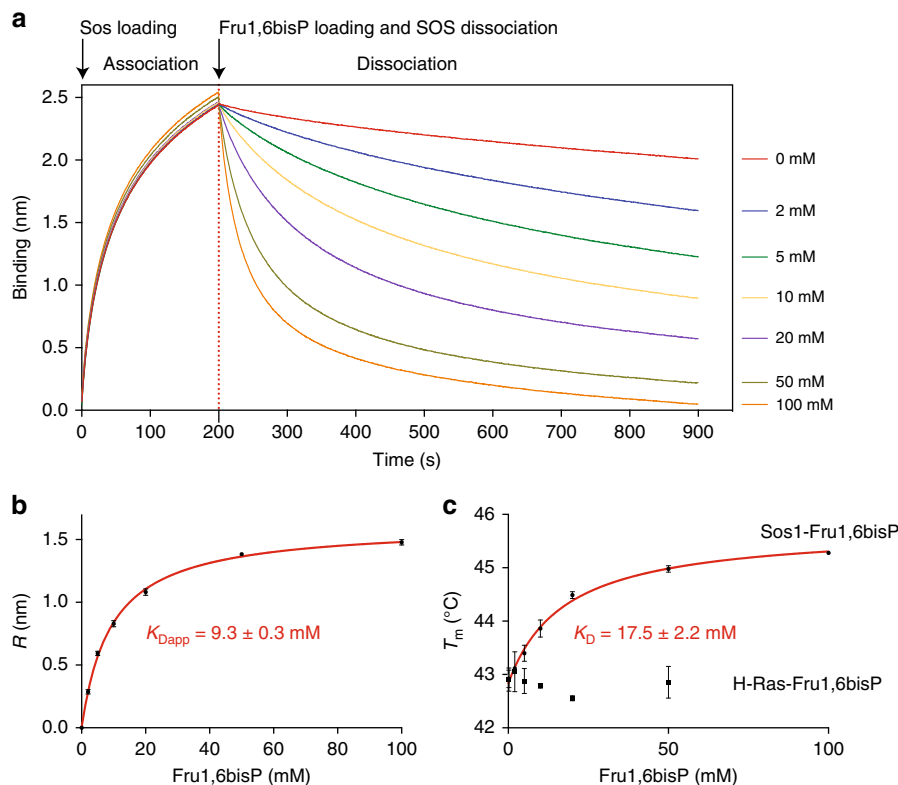 a
Sos loading
Fru1,6bisP loading and SOS dissociation
Association
Dissociation
2.5
2.0
1.5
1.0
0.5
0.0
Binding (nm)
0 100 200 300 400 500 600 700 800 900
Time (s)
0 mM
2 mM
5 mM
10 mM
20 mM
50 mM
100 mM
b
1.5
1.0
0.5
0.0
R (nm)
K_Dapp = 9.3 ± 0.3 mM
0 20 40 60 80 100
Fru1,6bisP (mM)
c
46
45
44
43
42
T_m (°C)
Sos1-Fru1,6bisP
K_D = 17.5 ± 2.2 mM
H-Ras-Fru1,6bisP
0 50 100
Fru1,6bisP (mM)